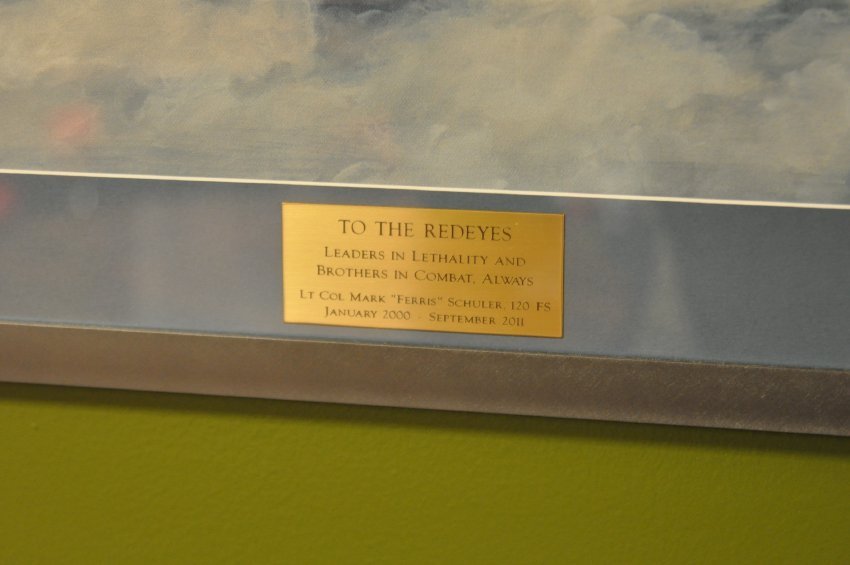 TO THE REDEYES
LEADERS IN LETHALITY AND
BROTHERS IN COMBAT, ALWAYS
LT COL MARK "FERRIS" SCHULER, 120 FS
JANUARY 2000 - SEPTEMBER 2011